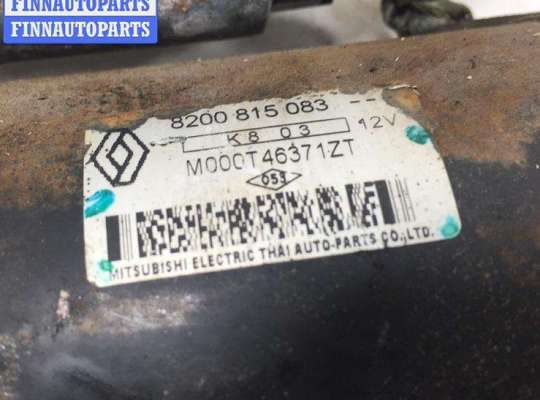 FINNAUTOPARTS
FINNAUTOPARTS
8200 815 083 --
K8 03 12V
M000T46371ZT
053
MITSUBISHI ELECTRIC THAI AUTO-PARTS CO.,LTD.